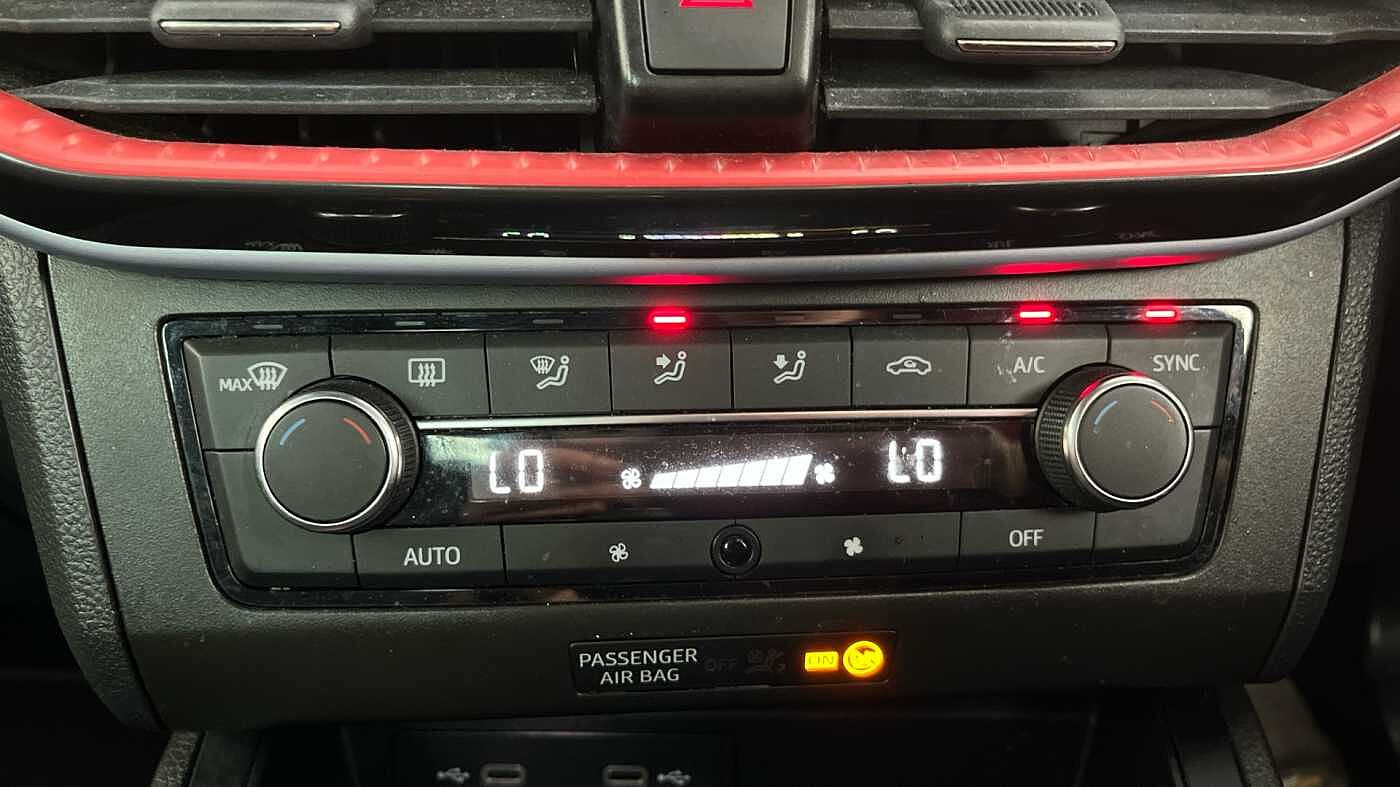 MAX
A/C
SYNC
LO
LO
AUTO
OFF
PASSENGER
AIR BAG
OFF
ON